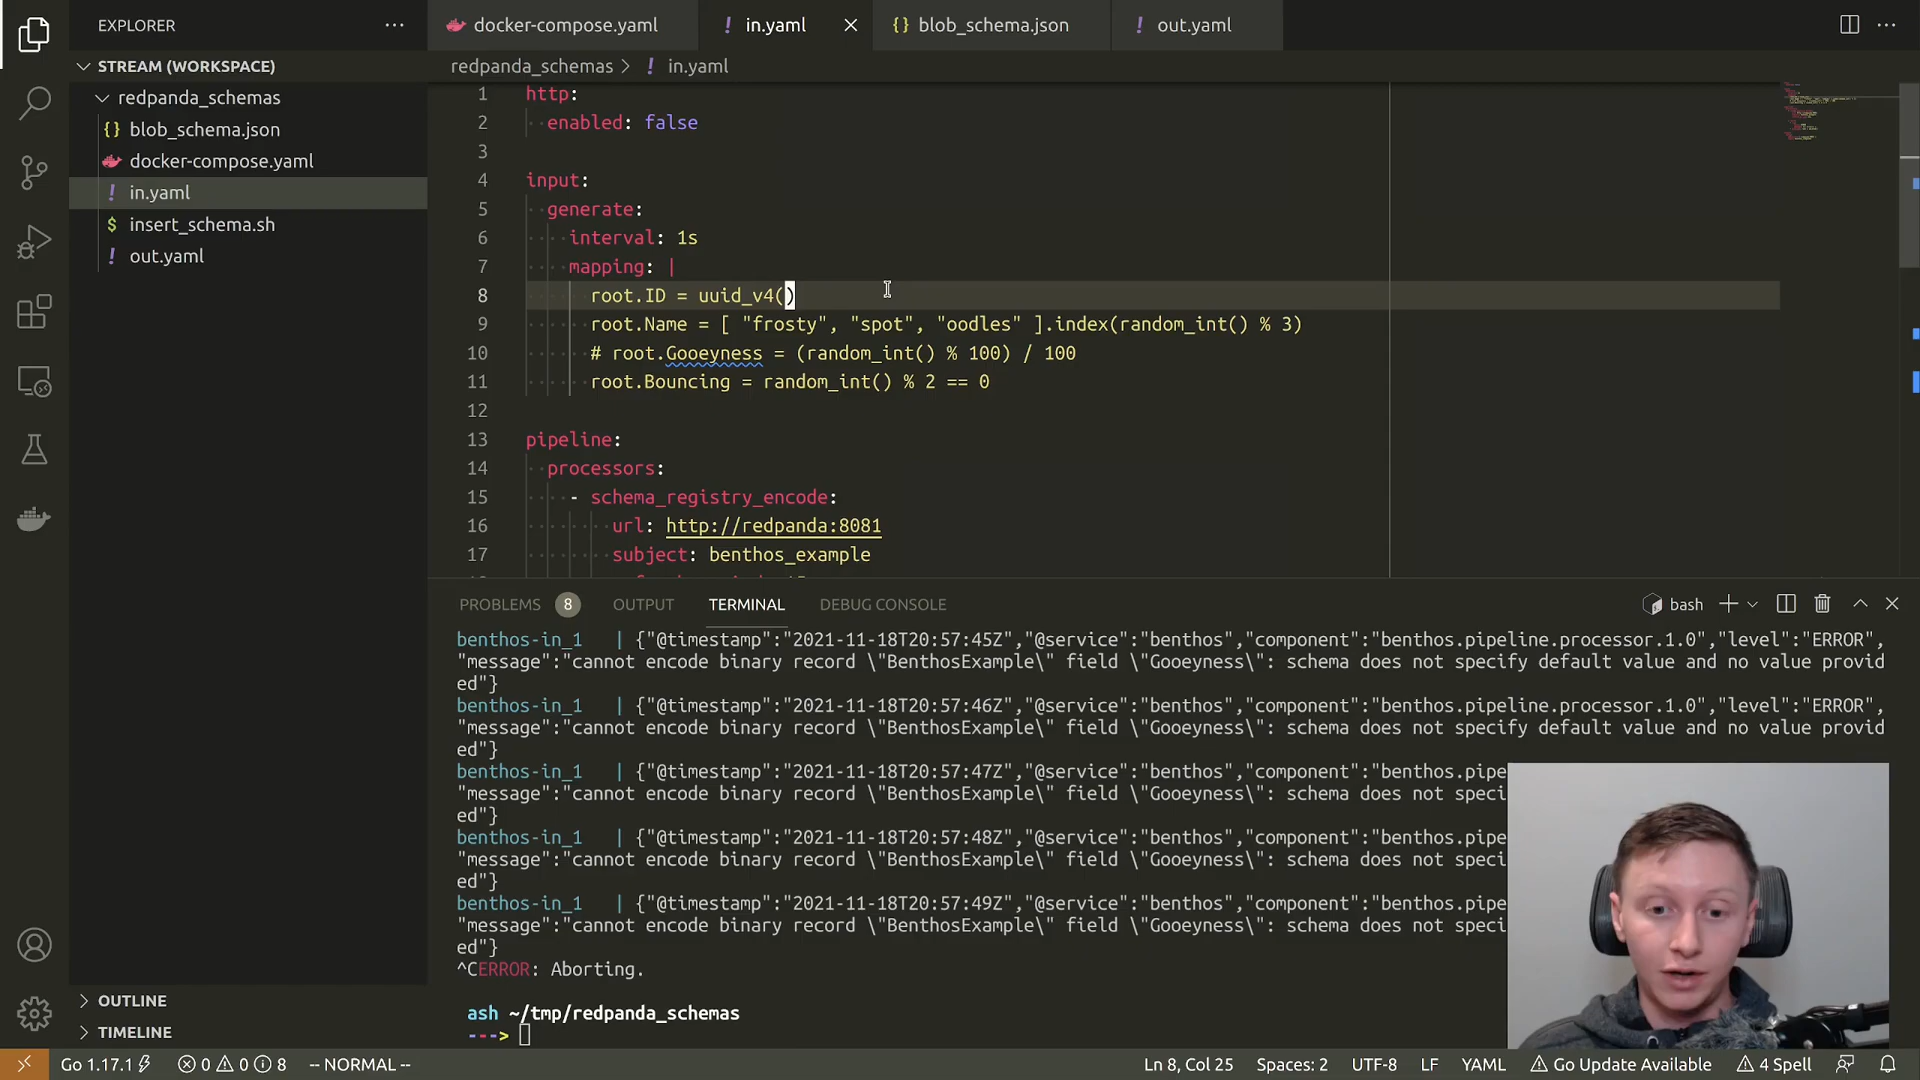 EXPLORER
STREAM (WORKSPACE)
redpanda_schemas
{} blob_schema.json
docker-compose.yaml
! in.yaml
$ insert_schema.sh
! out.yaml
OUTLINE
TIMELINE
docker-compose.yaml
! in.yaml
{} blob_schema.json
! out.yaml
redpanda_schemas > ! in.yaml
1 http:
2 enabled: false
3
4 input:
5 generate:
6 interval: 1s
7 mapping: |
8 root.ID = uuid_v4()
9 root.Name = [ "frosty", "spot", "oodles" ].index(random_int() % 3)
10 # root.Gooeyness = (random_int() % 100) / 100
11 root.Bouncing = random_int() % 2 == 0
12
13 pipeline:
14 processors:
15 - schema_registry_encode:
16 url: http://redpanda:8081
17 subject: benthos_example
PROBLEMS 8 OUTPUT TERMINAL DEBUG CONSOLE
bash
benthos-in_1 | {"@timestamp":"2021-11-18T20:57:45Z","@service":"benthos","component":"benthos.pipeline.processor.1.0","level":"ERROR",
"message":"cannot encode binary record \"BenthosExample\" field \"Gooeyness\": schema does not specify default value and no value provid
ed"}
benthos-in_1 | {"@timestamp":"2021-11-18T20:57:46Z","@service":"benthos","component":"benthos.pipeline.processor.1.0","level":"ERROR",
"message":"cannot encode binary record \"BenthosExample\" field \"Gooeyness\": schema does not specify default value and no value provid
ed"}
benthos-in_1 | {"@timestamp":"2021-11-18T20:57:47Z","@service":"benthos","component":"benthos.pipe
"message":"cannot encode binary record \"BenthosExample\" field \"Gooeyness\": schema does not speci
ed"}
benthos-in_1 | {"@timestamp":"2021-11-18T20:57:48Z","@service":"benthos","component":"benthos.pipe
"message":"cannot encode binary record \"BenthosExample\" field \"Gooeyness\": schema does not speci
ed"}
benthos-in_1 | {"@timestamp":"2021-11-18T20:57:49Z","@service":"benthos","component":"benthos.pipe
"message":"cannot encode binary record \"BenthosExample\" field \"Gooeyness\": schema does not speci
ed"}
^CERROR: Aborting.
ash ~/tmp/redpanda_schemas
--->
Go 1.17.1 0 0 8 -- NORMAL --
Ln 8, Col 25 Spaces: 2 UTF-8 LF YAML Go Update Available 4 Spell